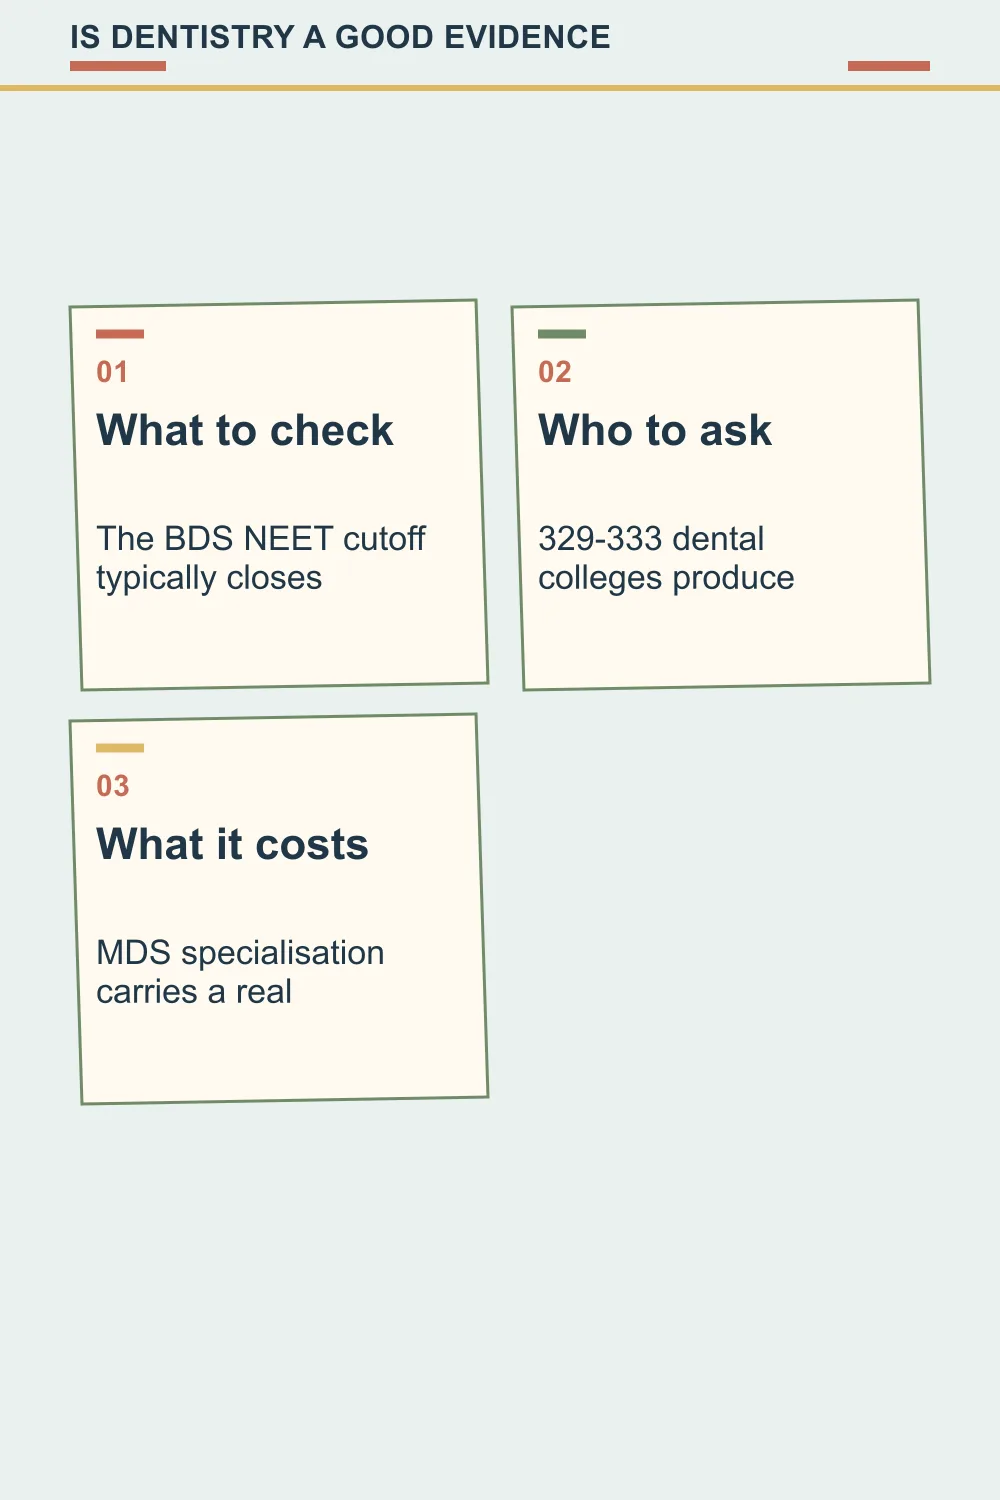 IS DENTISTRY A GOOD EVIDENCE
01
What to check
The BDS NEET cutoff
typically closes
02
Who to ask
329-333 dental
colleges produce
03
What it costs
MDS specialisation
carries a real